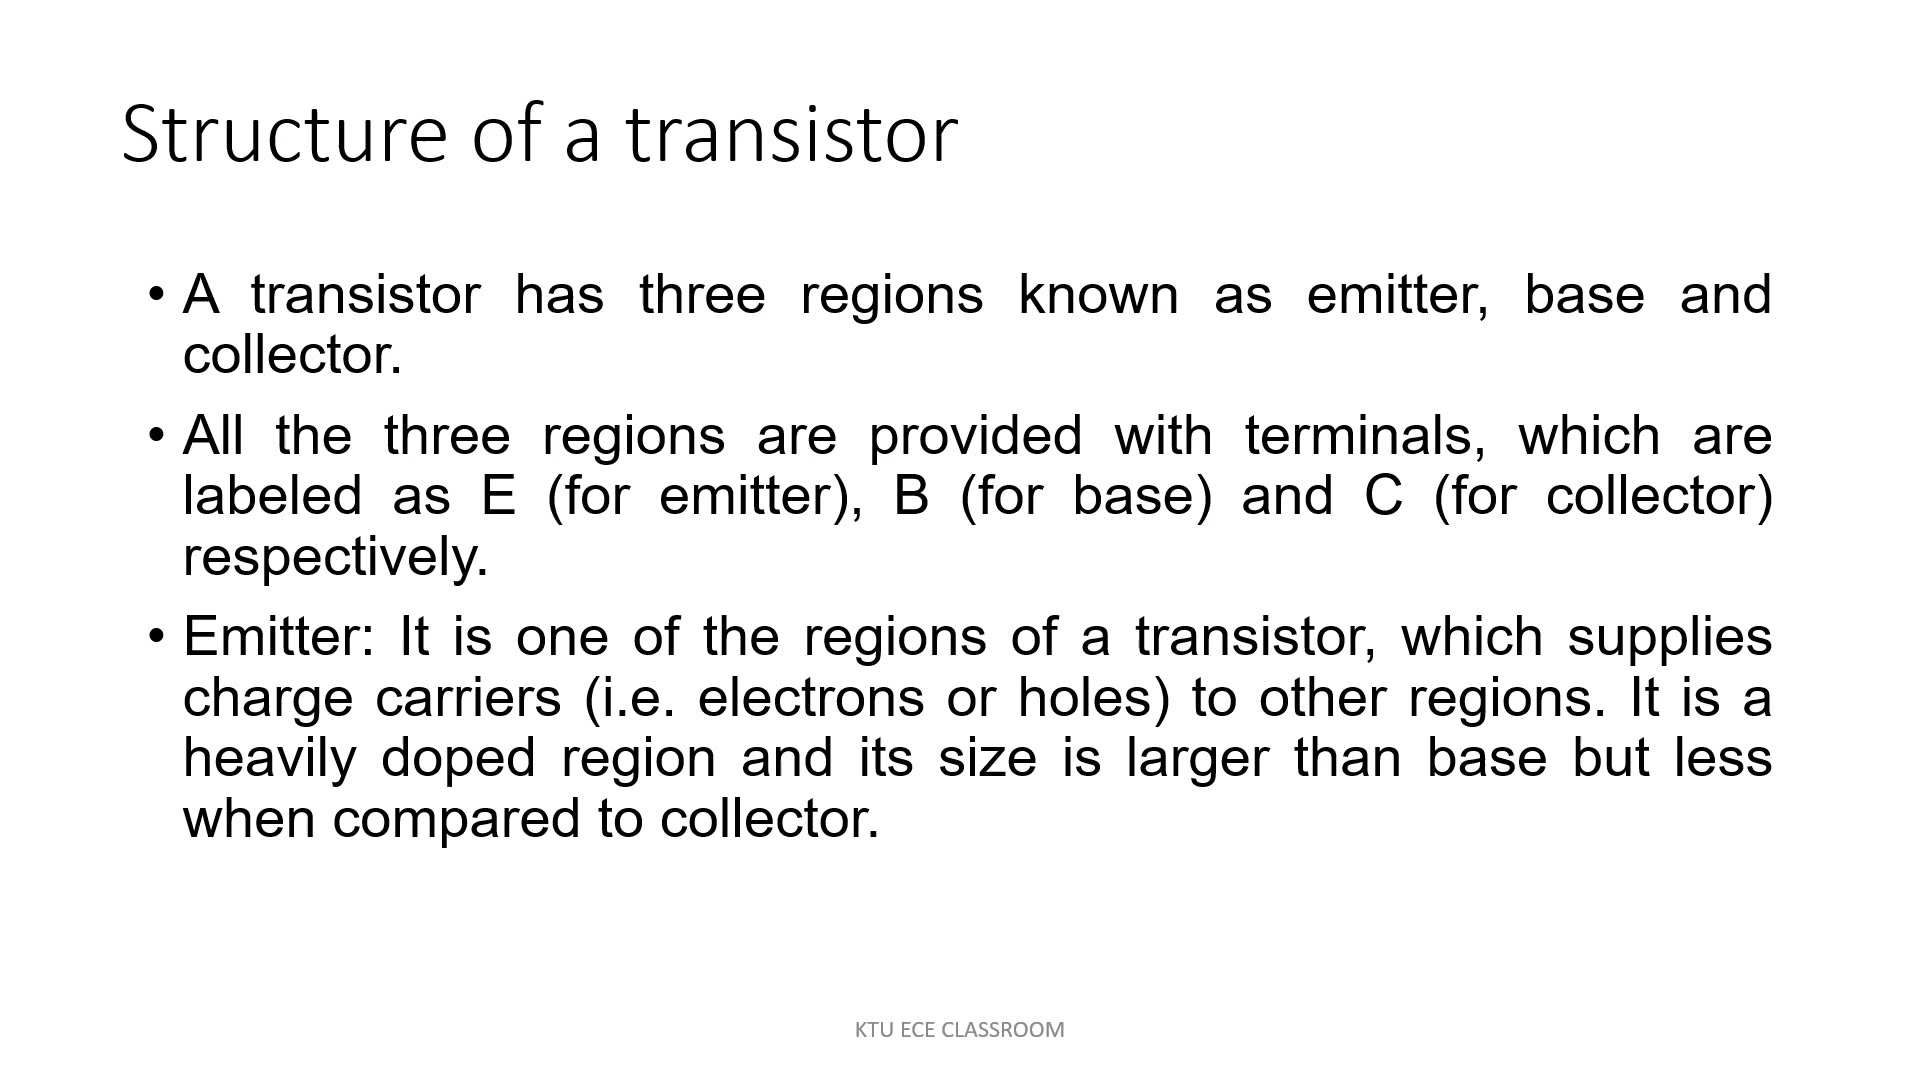 Structure of a transistor
• A transistor has three regions known as emitter, base and
collector.
• All the three regions are provided with terminals, which are
labeled as E (for emitter), B (for base) and C (for collector)
respectively.
• Emitter: It is one of the regions of a transistor, which supplies
charge carriers (i.e. electrons or holes) to other regions. It is a
heavily doped region and its size is larger than base but less
when compared to collector.
KTU ECE CLASSROOM